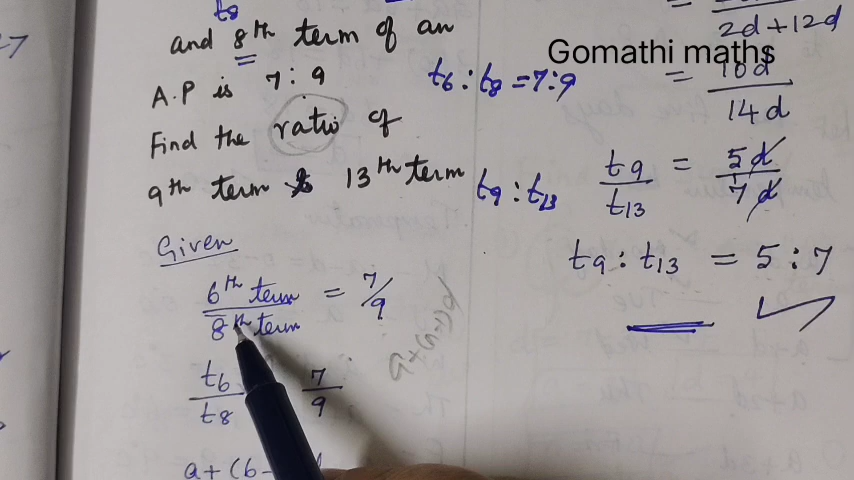 t8
and 8th term of an
A.P is 7:9
Find the ratio of
9th term & 13th term
Given
6th term / 8th term = 7/9
t6 / t8 7/9
a+(6-
a+(n-1)d
Gomathi maths
t6 : t8 = 7:9
2d+12d
= 10d / 14d
t9 : t13
t9 / t13 = 5d / 7d
t9 : t13 = 5 : 7